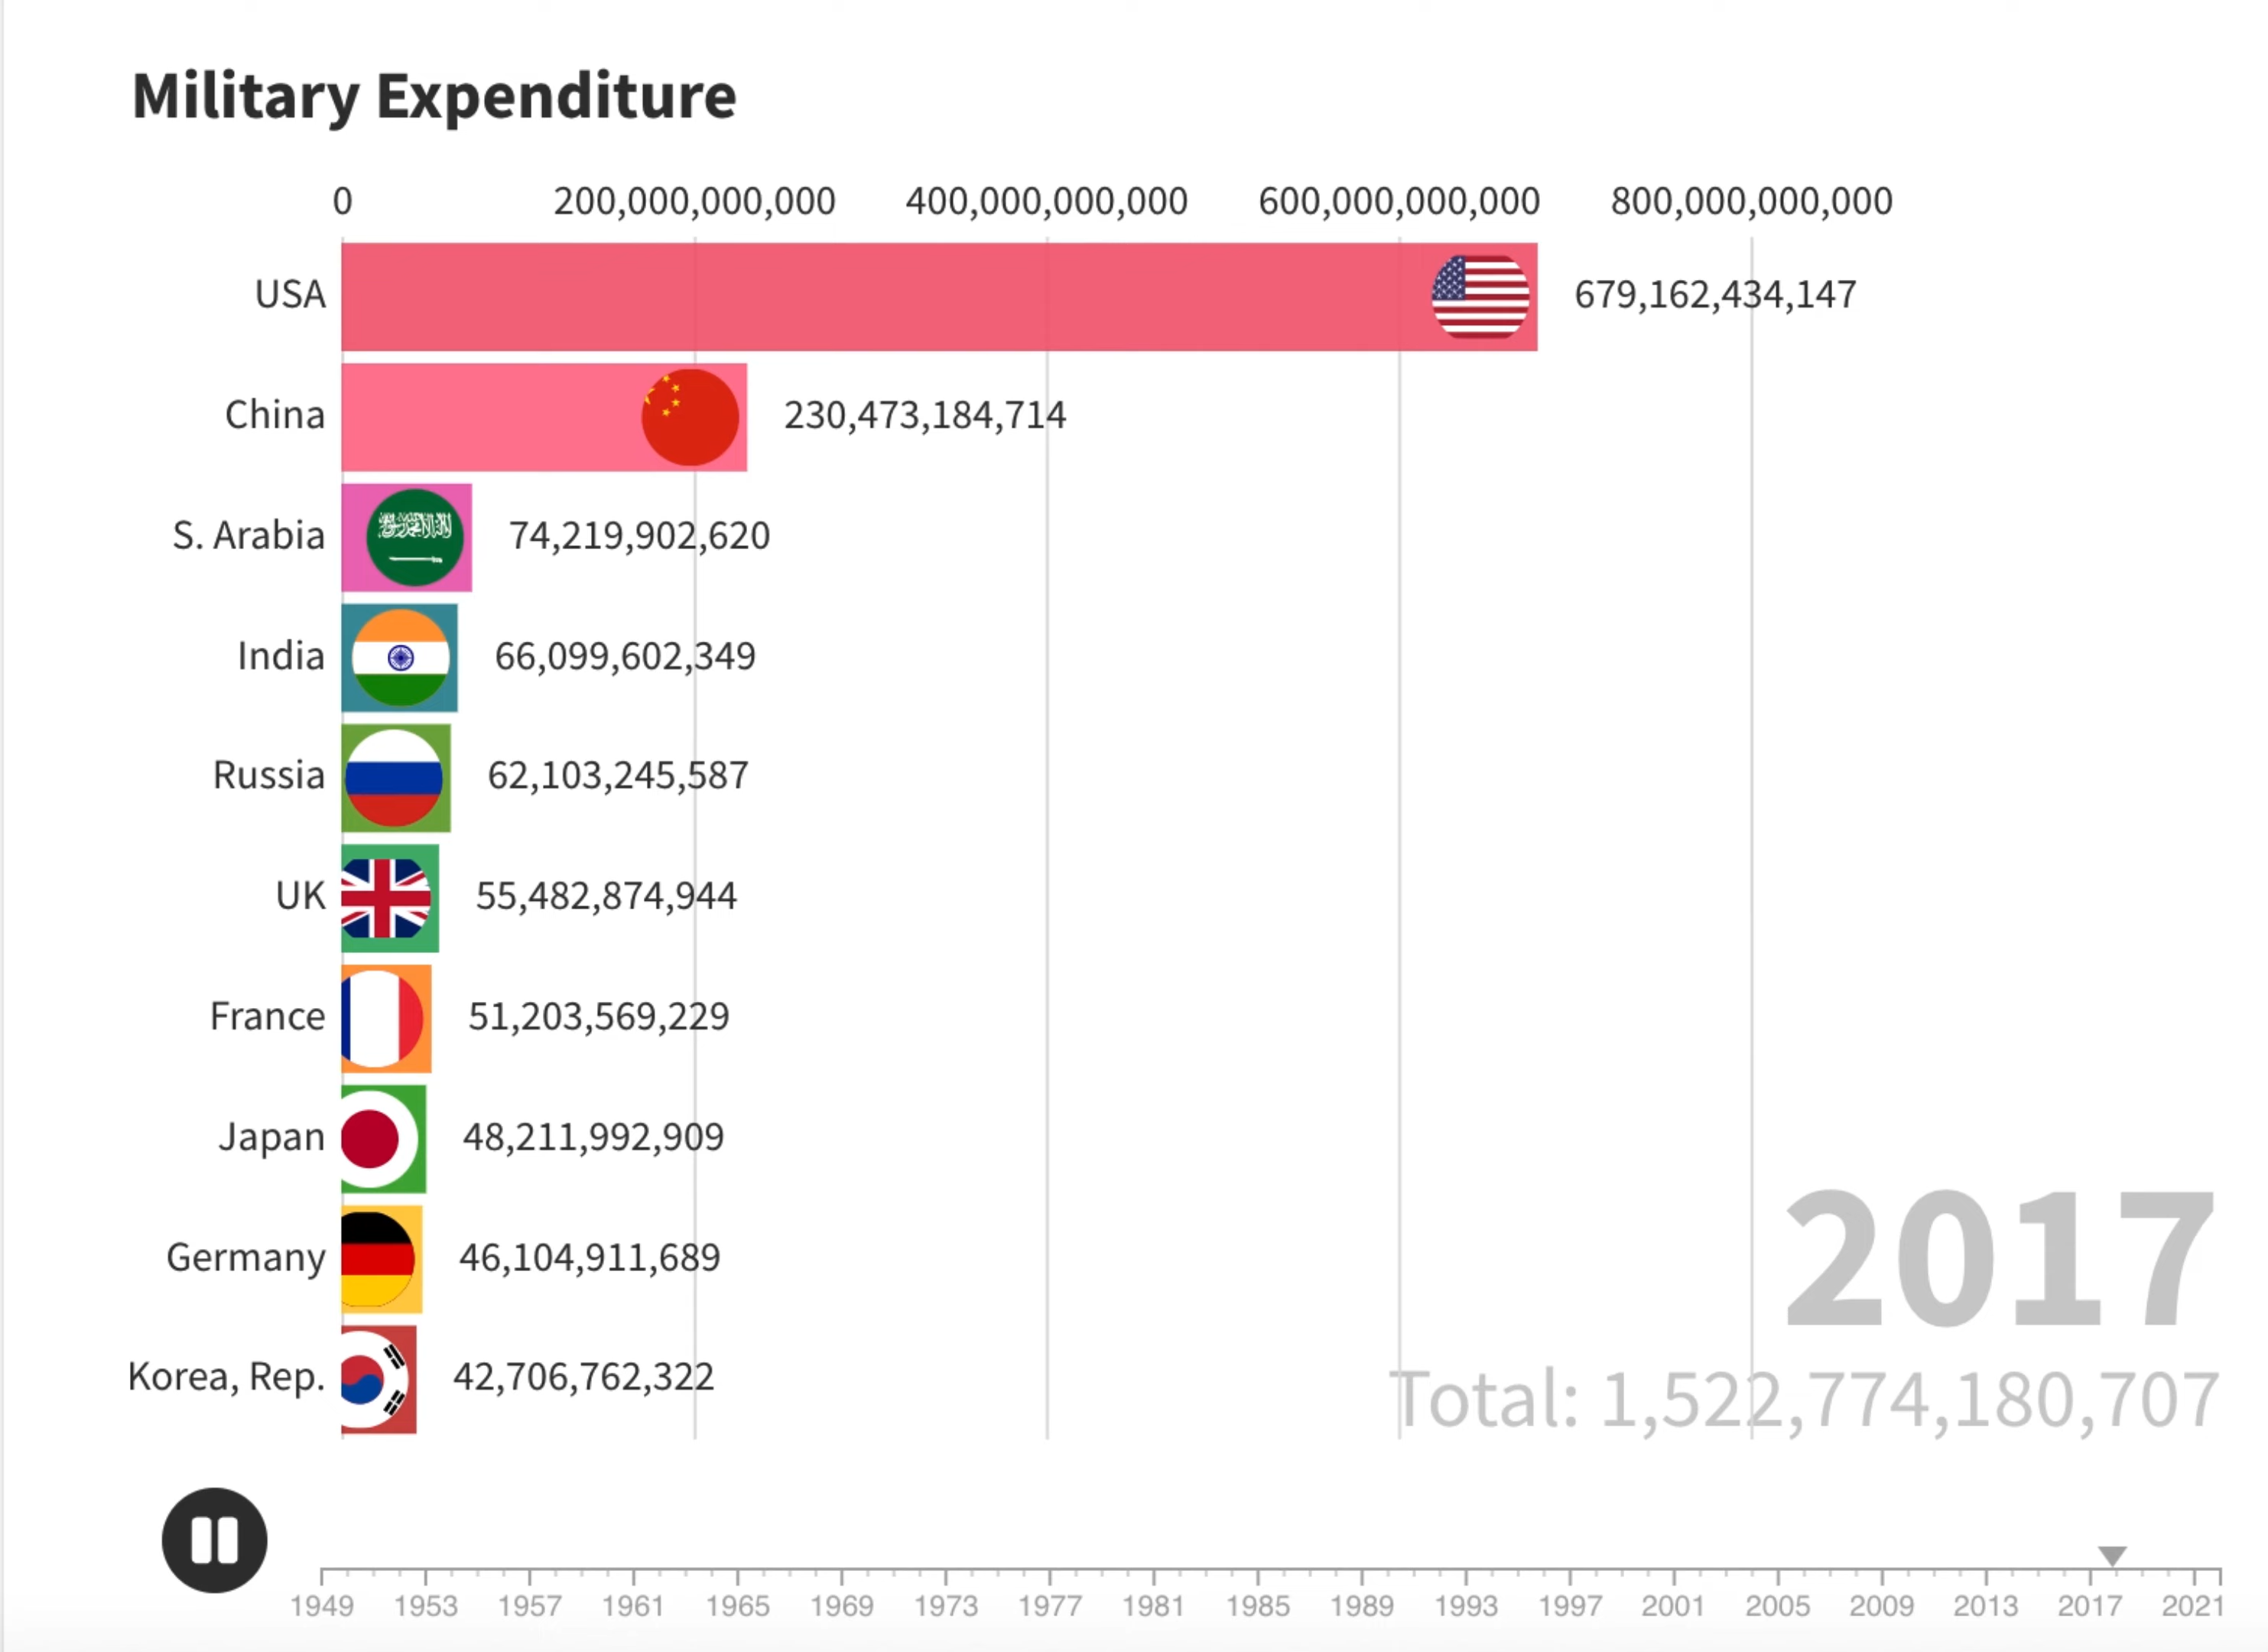 Military Expenditure
0 200,000,000,000 400,000,000,000 600,000,000,000 800,000,000,000
USA 679,162,434,147
China 230,473,184,714
S. Arabia 74,219,902,620
India 66,099,602,349
Russia 62,103,245,587
UK 55,482,874,944
France 51,203,569,229
Japan 48,211,992,909
Germany 46,104,911,689
Korea, Rep. 42,706,762,322
2017
Total: 1,522,774,180,707
1949 1953 1957 1961 1965 1969 1973 1977 1981 1985 1989 1993 1997 2001 2005 2009 2013 2017 2021